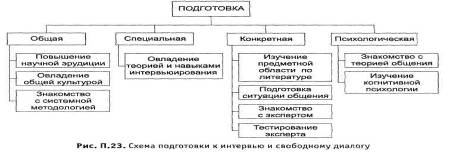 ПОДГОТОВКА
Общая
Специальная
Конкретная
Психологическая
Повышение
научной эрудиции
Овладение
общей культурой
Знакомство
с системной
методологией
Овладение
теорией и навыками
интервьюирования
Изучение
предметной
области по
литературе
Подготовка
ситуации общения
Знакомство
с экспертом
Тестирование
эксперта
Знакомство с
теорией общения
Изучение
когнитивной
психологии
Рис. П.23. Схема подготовки к интервью и свободному диалогу